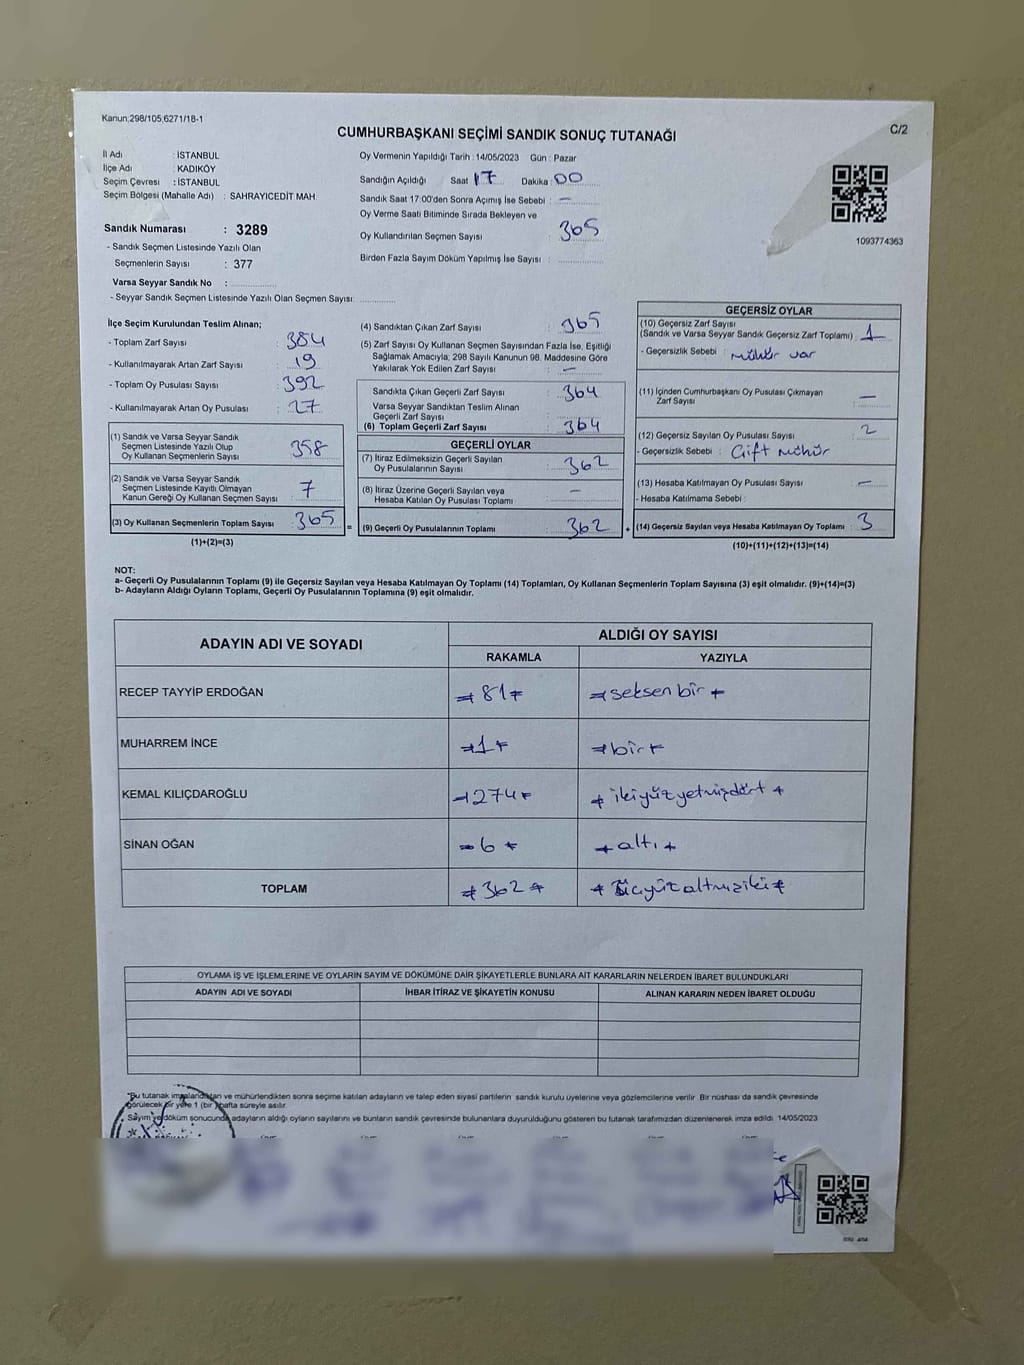 Kanun:298/105,6271/18-1
C/2
CUMHURBAŞKANI SEÇİMİ SANDIK SONUÇ TUTANAĞI
İl Adı : İSTANBUL
İlçe Adı : KADIKÖY
Seçim Çevresi : İSTANBUL
Seçim Bölgesi (Mahalle Adı) : SAHRAYICEDİT MAH
Sandık Numarası : 3289
- Sandık Seçmen Listesinde Yazılı Olan
Seçmenlerin Sayısı : 377
Varsa Seyyar Sandık No :
- Seyyar Sandık Seçmen Listesinde Yazılı Olan Seçmen Sayısı:
Oy Vermenin Yapıldığı Tarih : 14/05/2023 Gün : Pazar
Sandığın Açıldığı Saat 17 Dakika : 00
Sandık Saat 17:00'den Sonra Açımış İse Sebebi : —
Oy Verme Saati Bitiminde Sırada Bekleyen ve
Oy Kullandırılan Seçmen Sayısı : 365
Birden Fazla Sayım Döküm Yapılmış İse Sayısı :
1093774363
İlçe Seçim Kurulundan Teslim Alınan;
- Toplam Zarf Sayısı : 384
- Kullanılmayarak Artan Zarf Sayısı : 19
- Toplam Oy Pusulası Sayısı : 392
- Kullanılmayarak Artan Oy Pusulası : 27
(1) Sandık ve Varsa Seyyar Sandık
Seçmen Listesinde Yazılı Olup
Oy Kullanan Seçmenlerin Sayısı : 358
(2) Sandık ve Varsa Seyyar Sandık
Seçmen Listesinde Kayıtlı Olmayan
Kanun Gereği Oy Kullanan Seçmen Sayısı : 7
(3) Oy Kullanan Seçmenlerin Toplam Sayısı : 365 =
(1)+(2)=(3)
(4) Sandıktan Çıkan Zarf Sayısı : 365
(5) Zarf Sayısı Oy Kullanan Seçmen Sayısından Fazla İse, Eşitliği
Sağlamak Amacıyla; 298 Sayılı Kanunun 98. Maddesine Göre
Yakılarak Yok Edilen Zarf Sayısı : —
Sandıkta Çıkan Geçerli Zarf Sayısı : 364
Varsa Seyyar Sandıktan Teslim Alınan
Geçerli Zarf Sayısı :
(6) Toplam Geçerli Zarf Sayısı : 364
GEÇERLİ OYLAR
(7) İtiraz Edilmeksizin Geçerli Sayılan
Oy Pusulalarının Sayısı : 362
(8) İtiraz Üzerine Geçerli Sayılan veya
Hesaba Katılan Oy Pusulası Toplamı : —
(9) Geçerli Oy Pusulalarının Toplamı : 362 +
GEÇERSİZ OYLAR
(10) Geçersiz Zarf Sayısı
(Sandık ve Varsa Seyyar Sandık Geçersiz Zarf Toplamı) : 1
- Geçersizlik Sebebi : mühür var
(11) İçinden Cumhurbaşkanı Oy Pusulası Çıkmayan
Zarf Sayısı : —
(12) Geçersiz Sayılan Oy Pusulası Sayısı : 2
- Geçersizlik Sebebi : Çift mühür
(13) Hesaba Katılmayan Oy Pusulası Sayısı : —
- Hesaba Katılmama Sebebi :
(14) Geçersiz Sayılan veya Hesaba Katılmayan Oy Toplamı : 3
(10)+(11)+(12)+(13)=(14)
NOT:
a- Geçerli Oy Pusulalarının Toplamı (9) ile Geçersiz Sayılan veya Hesaba Katılmayan Oy Toplamı (14) Toplamları, Oy Kullanan Seçmenlerin Toplam Sayısına (3) eşit olmalıdır. (9)+(14)=(3)
b- Adayların Aldığı Oyların Toplamı, Geçerli Oy Pusulalarının Toplamına (9) eşit olmalıdır.
ADAYIN ADI VE SOYADI
ALDIĞI OY SAYISI
RAKAMLA YAZIYLA
RECEP TAYYİP ERDOĞAN =81= =seksen bir=
MUHARREM İNCE =1= =bir=
KEMAL KILIÇDAROĞLU =274= =ikiyüzyetmişdört=
SİNAN OĞAN =6= =altı=
TOPLAM =362= =üçyüzaltmışiki=
OYLAMA İŞ VE İŞLEMLERİNE VE OYLARIN SAYIM VE DÖKÜMÜNE DAİR ŞİKAYETLERLE BUNLARA AİT KARARLARIN NELERDEN İBARET BULUNDUKLARI
ADAYIN ADI VE SOYADI İHBAR İTİRAZ VE ŞİKAYETİN KONUSU ALINAN KARARIN NEDEN İBARET OLDUĞU
*Bu tutanak imzalandıktan ve mühürlendikten sonra seçime katılan adayların ve talep eden siyasi partilerin sandık kurulu üyelerine veya gözlemcilerine verilir. Bir nüshası da sandık çevresinde
görülecek bir yere 1 (bir) hafta süreyle asılır.
Sayım ve döküm sonucunda adayların aldığı oyların sayılarını ve bunların sandık çevresinde bulunanlara duyurulduğunu gösteren bu tutanak tarafımızdan düzenlenerek imza edildi. 14/05/2023